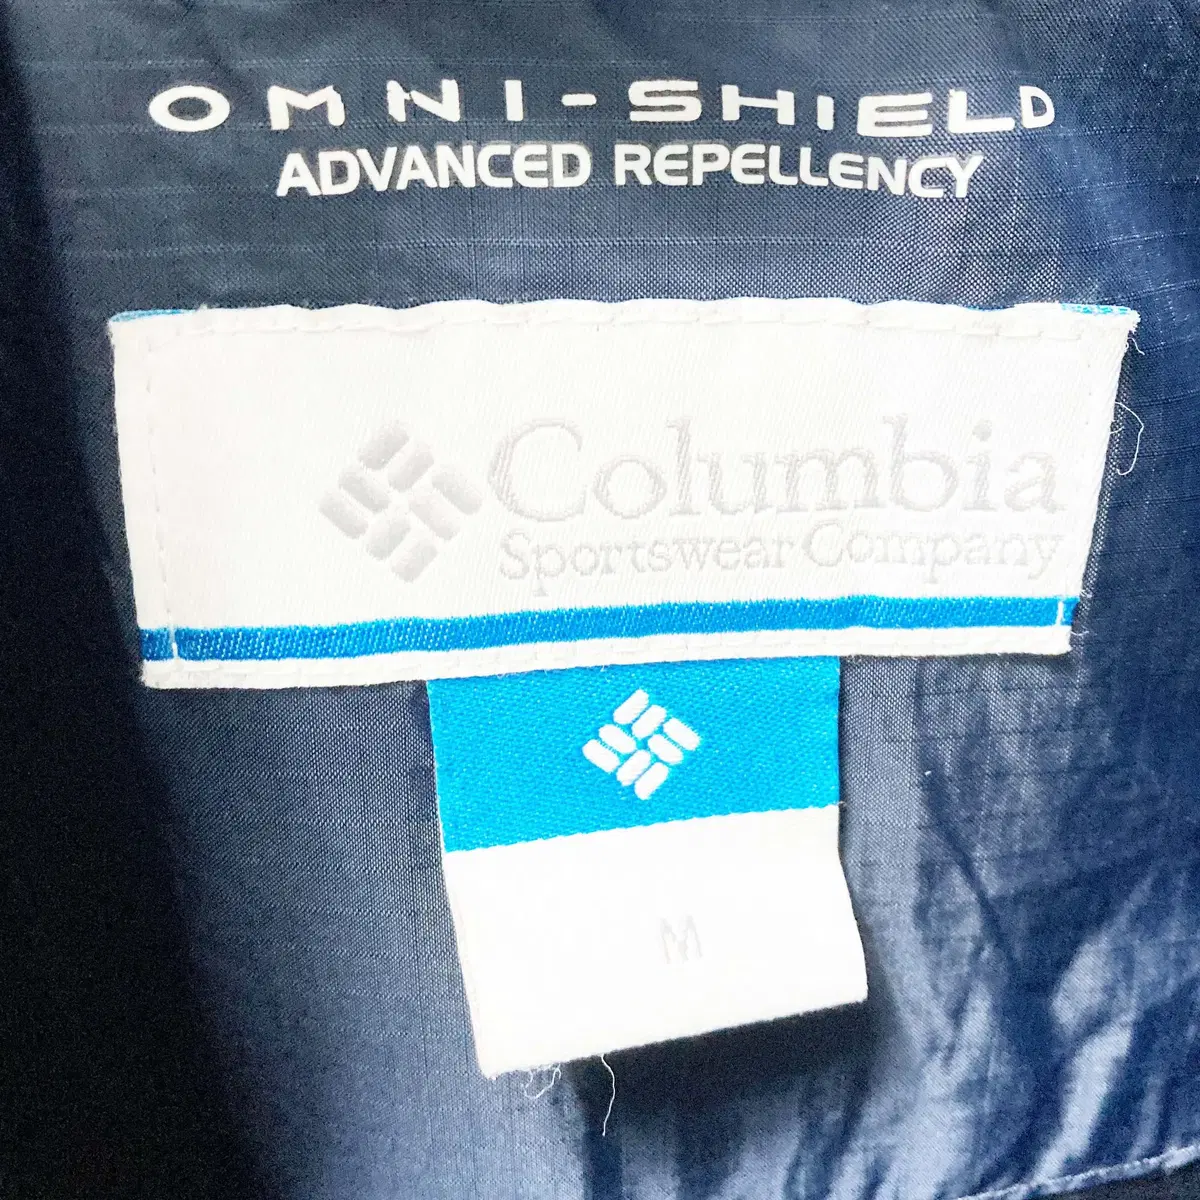 OMNI-SHIELD
ADVANCED REPELLENCY
Columbia
Sportswear Company
M